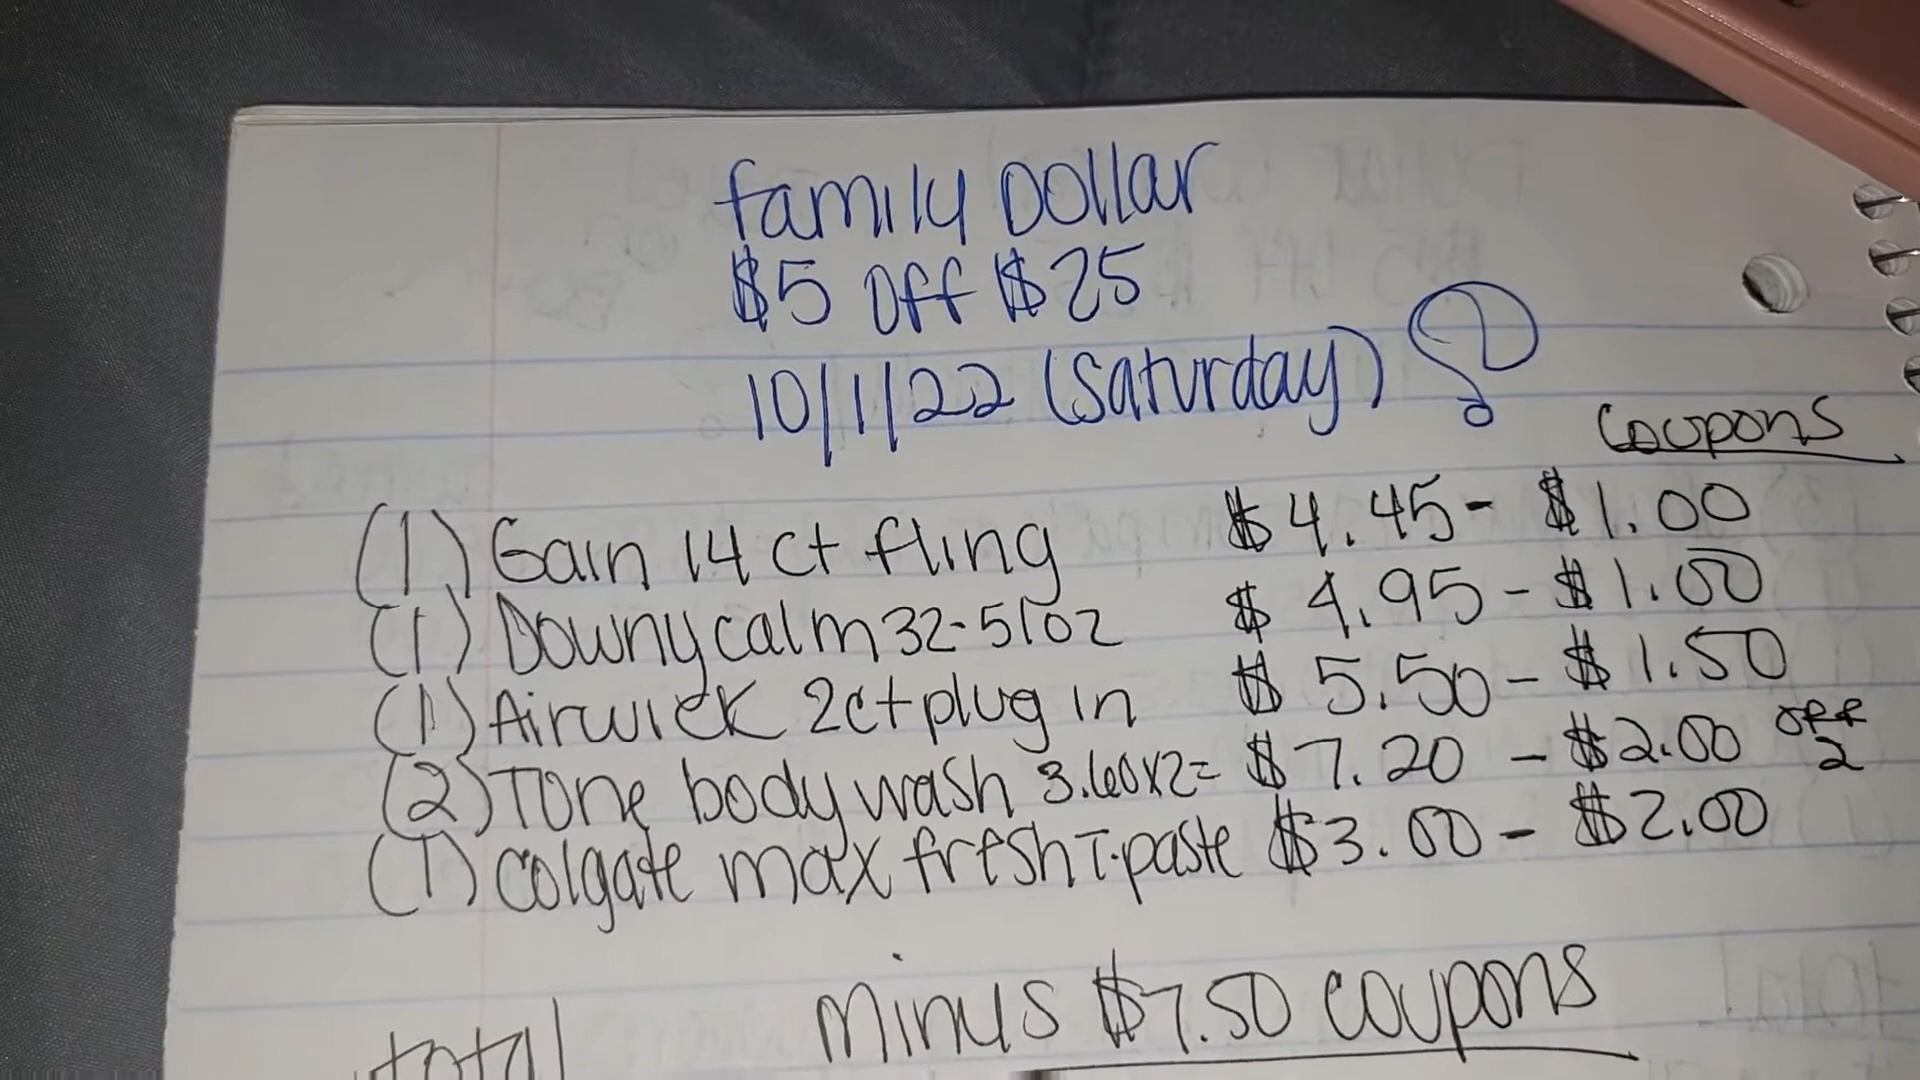 family Dollar
$5 off $25
10/1/22 (Saturday)
Coupons
(1) Gain 14 ct fling $4.45 - $1.00
(1) Downy calm 32-51oz $4.95 - $1.00
(1) Airwick 2ct plug in $5.50 - $1.50
(2) Tone body wash 3.60x2= $7.20 - $2.00 off 2
(1) Colgate max fresh T.paste $3.00 - $2.00
minus $7.50 coupons
total